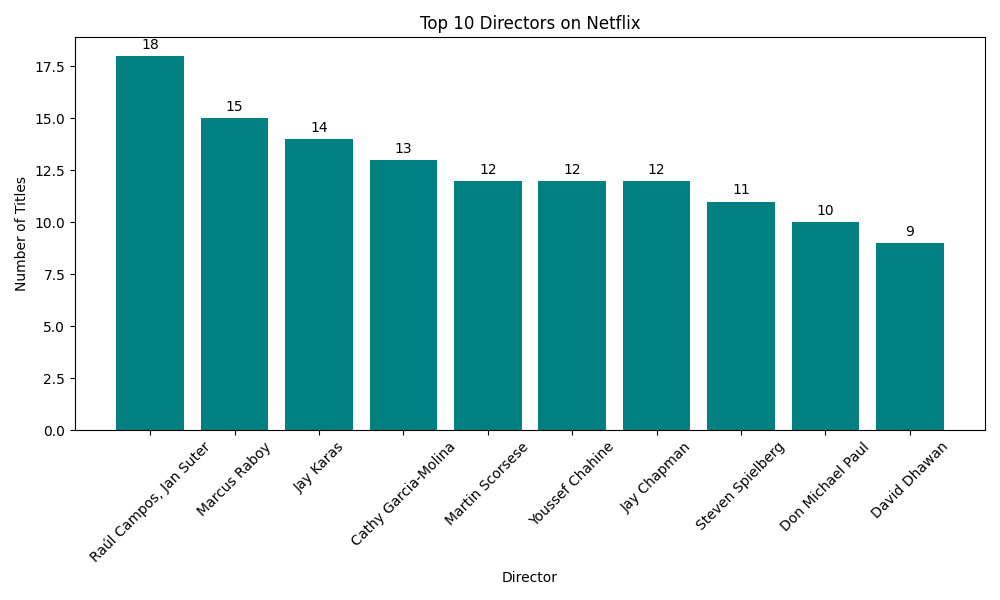 Top 10 Directors on Netflix
Number of Titles
17.5
15.0
12.5
10.0
7.5
5.0
2.5
0.0
18
15
14
13
12
12
12
11
10
9
Raúl Campos, Jan Suter
Marcus Raboy
Jay Karas
Cathy Garcia-Molina
Martin Scorsese
Youssef Chahine
Jay Chapman
Steven Spielberg
Don Michael Paul
David Dhawan
Director